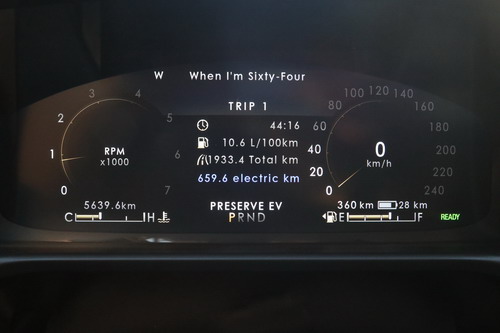 W When I'm Sixty-Four
TRIP 1
44:16
10.6 L/100km
1933.4 Total km
659.6 electric km
PRESERVE EV
PRND
RPM
x1000
0 1 2 3 4 5 6 7
5639.6km
C H
0 20 40 60 80 100 120 140 160 180 200 220 240
0
km/h
360 km 28 km
E F
READY